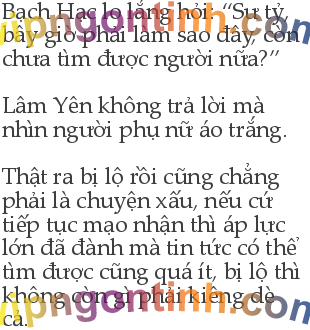 Bạch Hạc lo lắng hỏi: “Sư tỷ,
bây giờ phải làm sao đây, còn
chưa tìm được người nữa?”
Lâm Yên không trả lời mà
nhìn người phụ nữ áo trắng.
Thật ra bị lộ rồi cũng chẳng
phải là chuyện xấu, nếu cứ
tiếp tục mạo nhận thì áp lực
lớn đã đành mà tin tức có thể
tìm được cũng quá ít, bị lộ thì
không còn gì phải kiêng dè
cả.